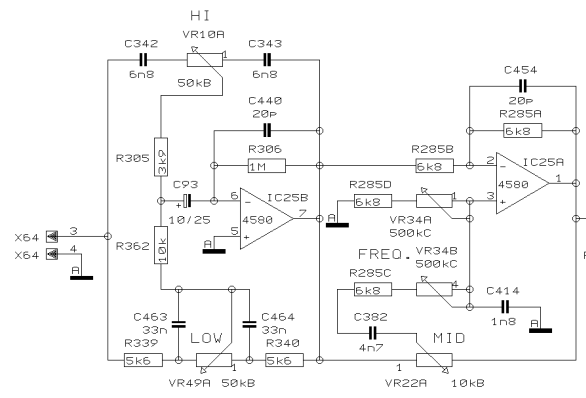 HI
C342
VR10A
C343
1
6n8
50kB
6n8
C454
C440
20p
20p
R285A
6k8
R305
3k9
R306
1M
R285B
6k8
2
IC25A
C93
6
IC25B
R285D
1
3
4580
1
10/25
4580
7
6k8
VR34A
500kC
X64
3
5
A
A
R362
10k
FREQ.
VR34B
500kC
X64
4
R285C
6k8
4
A
C414
1n8
A
C463
33n
C464
33n
C382
4n7
R339
LOW
R340
MID
5k6
1
5k6
1
VR49A
50kB
VR22A
10kB